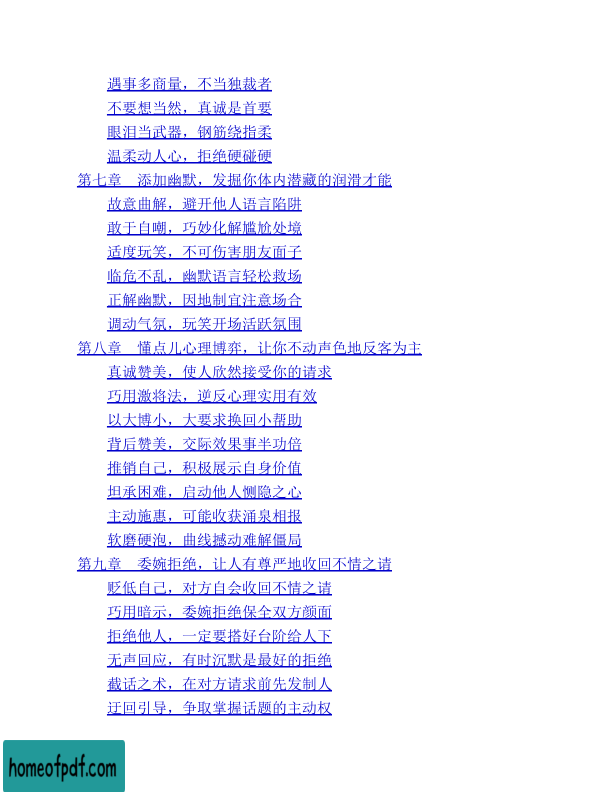 遇事多商量，不当独裁者
不要想当然，真诚是首要
眼泪当武器，钢筋绕指柔
温柔动人心，拒绝硬碰硬
第七章　添加幽默，发掘你体内潜藏的润滑才能
故意曲解，避开他人语言陷阱
敢于自嘲，巧妙化解尴尬处境
适度玩笑，不可伤害朋友面子
临危不乱，幽默语言轻松救场
正解幽默，因地制宜注意场合
调动气氛，玩笑开场活跃氛围
第八章　懂点儿心理博弈，让你不动声色地反客为主
真诚赞美，使人欣然接受你的请求
巧用激将法，逆反心理实用有效
以大博小，大要求换回小帮助
背后赞美，交际效果事半功倍
推销自己，积极展示自身价值
坦承困难，启动他人恻隐之心
主动施惠，可能收获涌泉相报
软磨硬泡，曲线撼动难解僵局
第九章　委婉拒绝，让人有尊严地收回不情之请
贬低自己，对方自会收回不情之请
巧用暗示，委婉拒绝保全双方颜面
拒绝他人，一定要搭好台阶给人下
无声回应，有时沉默是最好的拒绝
截话之术，在对方请求前先发制人
迂回引导，争取掌握话题的主动权
homeofpdf.com